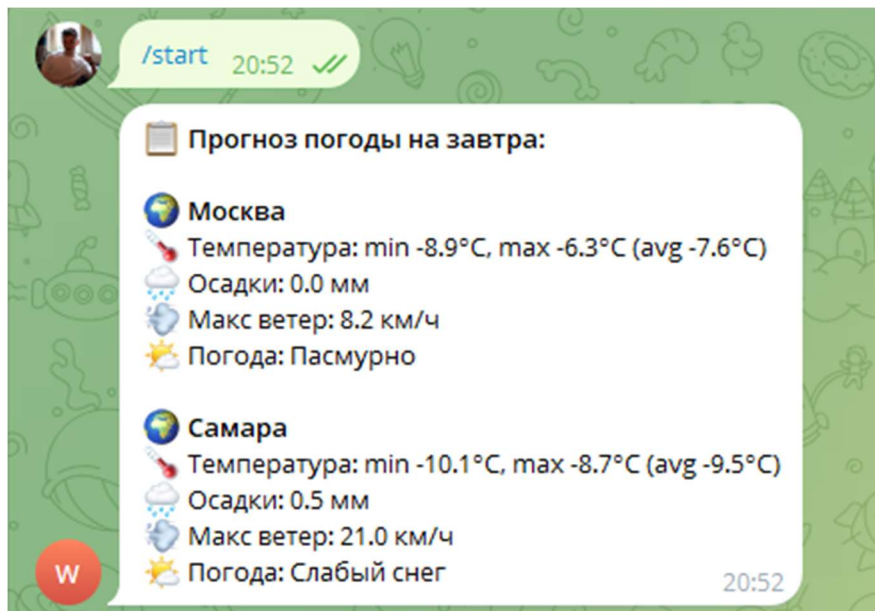 /start 20:52
Прогноз погоды на завтра:
Москва
Температура: min -8.9°C, max -6.3°C (avg -7.6°C)
Осадки: 0.0 мм
Макс ветер: 8.2 км/ч
Погода: Пасмурно
Самара
Температура: min -10.1°C, max -8.7°C (avg -9.5°C)
Осадки: 0.5 мм
Макс ветер: 21.0 км/ч
Погода: Слабый снег
W
20:52